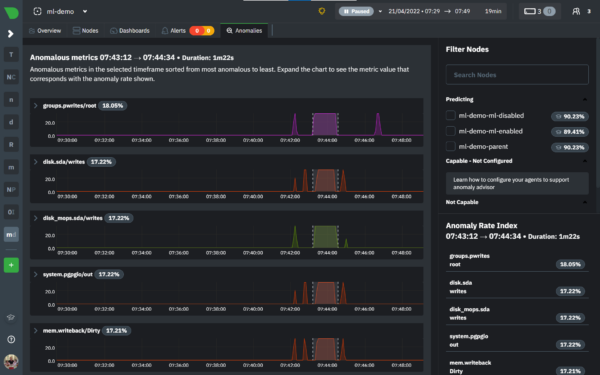 ml-demo
Paused
21/04/2022 • 07:29 → 07:49
19min
3
0
3
Overview
Nodes
Dashboards
Alerts
0
0
Anomalies
T
n
d
R
m
+
Anomalous metrics 07:43:12 → 07:44:34 • Duration: 1m22s
Anomalous metrics in the selected timeframe sorted from most anomalous to least. Expand the chart to see the metric value that
corresponds with the anomaly rate shown.
groups.pwrites/root 18.05%
20.0
0.0
07:30:00 07:32:00 07:34:00 07:36:00 07:38:00 07:40:00 07:42:00 07:44:00 07:46:00 07:48:00
disk.sda/writes 17.22%
20.0
0.0
07:30:00 07:32:00 07:34:00 07:36:00 07:38:00 07:40:00 07:42:00 07:44:00 07:46:00 07:48:00
disk_mops.sda/writes 17.22%
20.0
0.0
07:30:00 07:32:00 07:34:00 07:36:00 07:38:00 07:40:00 07:42:00 07:44:00 07:46:00 07:48:00
system.pgpgio/out 17.22%
20.0
0.0
07:30:00 07:32:00 07:34:00 07:36:00 07:38:00 07:40:00 07:42:00 07:44:00 07:46:00 07:48:00
mem.writeback/Dirty 17.21%
20.0
0.0
07:30:00 07:32:00 07:34:00 07:36:00 07:38:00 07:40:00 07:42:00 07:44:00 07:46:00 07:48:00
Filter Nodes
Search Nodes
Predicting
ml-demo-ml-disabled 90.23%
ml-demo-ml-enabled 89.41%
ml-demo-parent 90.23%
Capable - Not Configured
Learn how to configure your agents to support
anomaly advisor
Not Capable
Anomaly Rate Index
07:43:12 → 07:44:34 • Duration: 1m22s
groups.pwrites
root 18.05%
disk.sda
writes 17.22%
disk_mops.sda
writes 17.22%
system.pgpgio
out 17.22%
mem.writeback
Dirty 17.21%